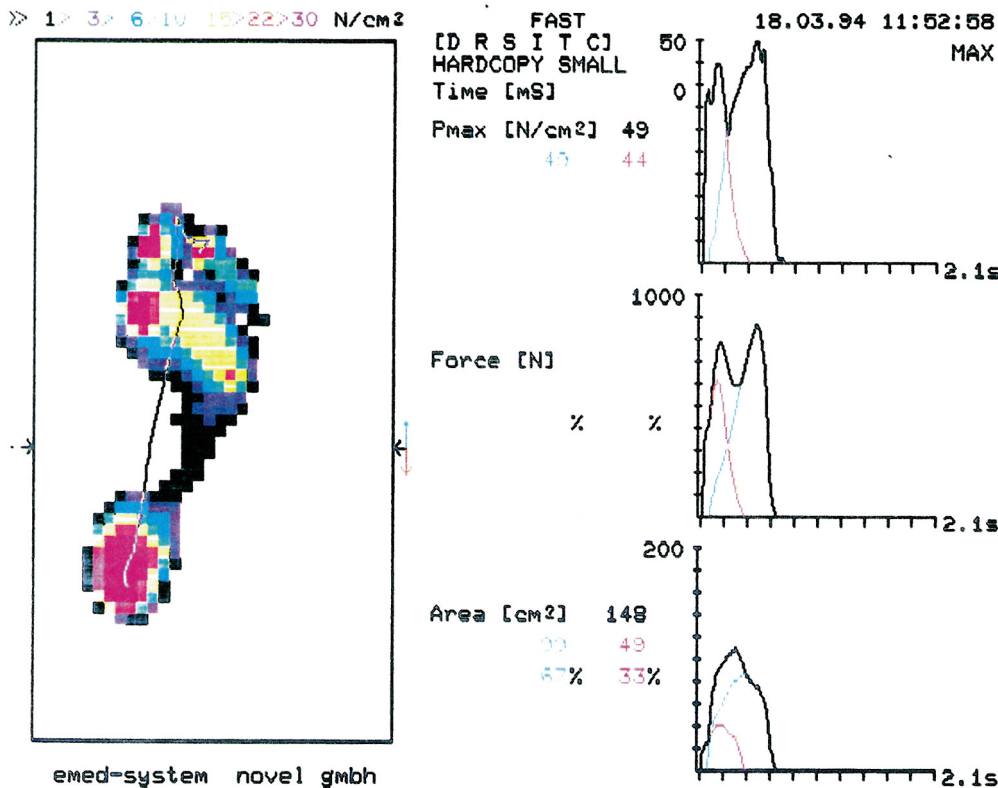 >> 1> 3> 6>10 15>22>30 N/cm²
FAST
18.03.94 11:52:58
[D R S I T C]
HARDCOPY SMALL
Time [mS]
Pmax [N/cm²] 49
44
50
0
MAX
2.1s
1000
Force [N]
% %
2.1s
200
Area [cm²] 148
99 49
67% 33%
2.1s
emed-system novel gmbh